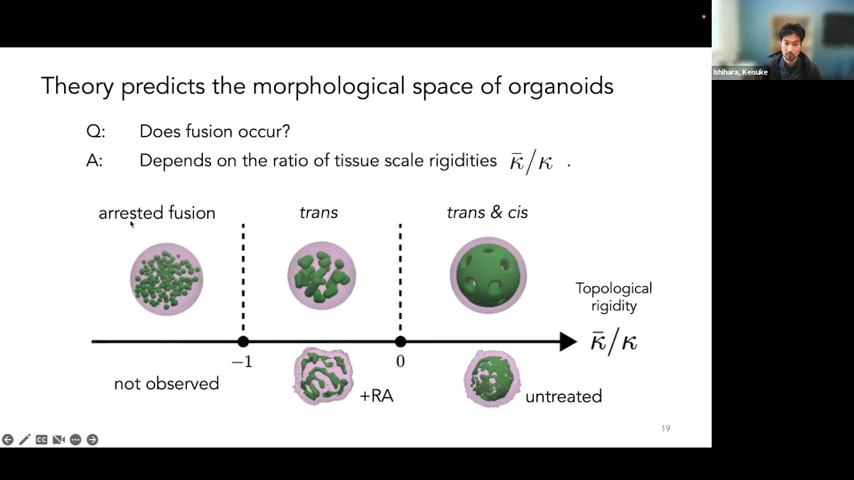 Ishihara, Keisuke
Theory predicts the morphological space of organoids
Q: Does fusion occur?
A: Depends on the ratio of tissue scale rigidities κ̄/κ .
arrested fusion trans trans & cis
Topological
rigidity
κ̄/κ
−1 0
not observed +RA untreated
19